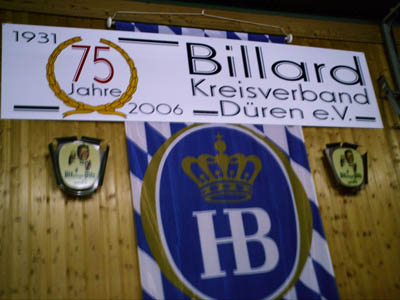 1931
75
Jahre
2006
Billard
Kreisverband
Düren e.V.
HB